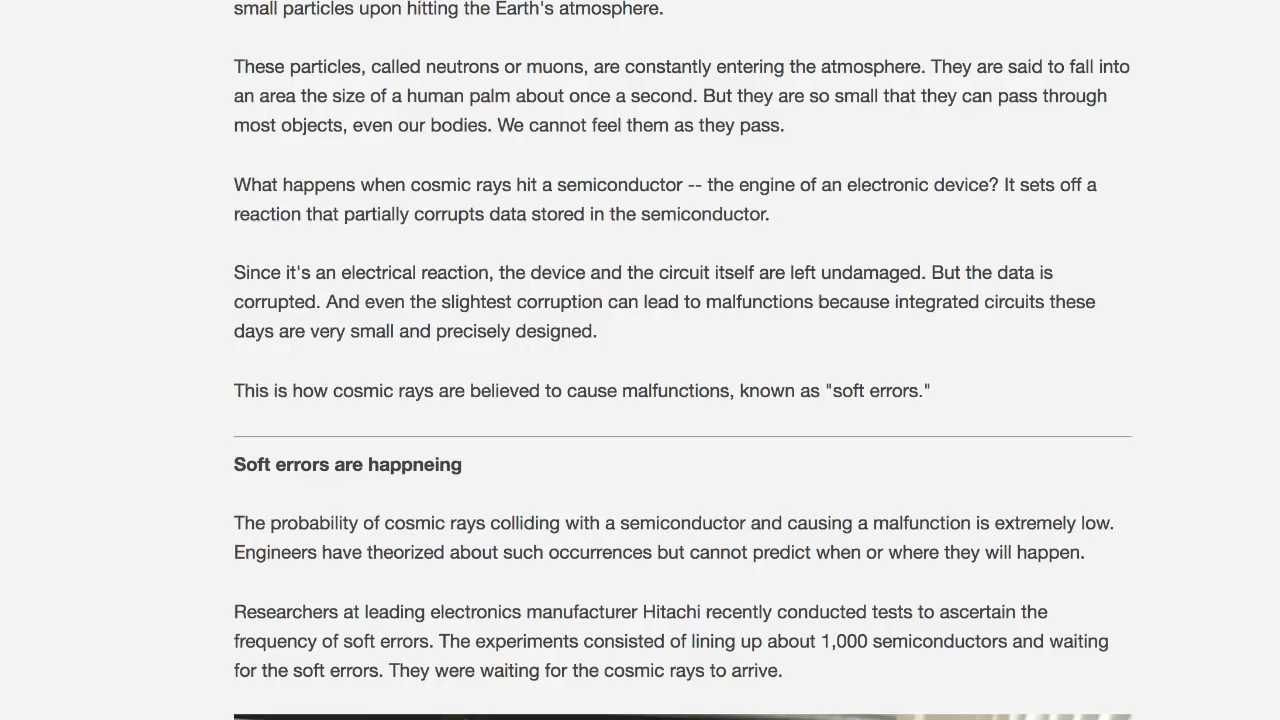 small particles upon hitting the Earth's atmosphere.
These particles, called neutrons or muons, are constantly entering the atmosphere. They are said to fall into
an area the size of a human palm about once a second. But they are so small that they can pass through
most objects, even our bodies. We cannot feel them as they pass.
What happens when cosmic rays hit a semiconductor -- the engine of an electronic device? It sets off a
reaction that partially corrupts data stored in the semiconductor.
Since it's an electrical reaction, the device and the circuit itself are left undamaged. But the data is
corrupted. And even the slightest corruption can lead to malfunctions because integrated circuits these
days are very small and precisely designed.
This is how cosmic rays are believed to cause malfunctions, known as "soft errors."
Soft errors are happneing
The probability of cosmic rays colliding with a semiconductor and causing a malfunction is extremely low.
Engineers have theorized about such occurrences but cannot predict when or where they will happen.
Researchers at leading electronics manufacturer Hitachi recently conducted tests to ascertain the
frequency of soft errors. The experiments consisted of lining up about 1,000 semiconductors and waiting
for the soft errors. They were waiting for the cosmic rays to arrive.